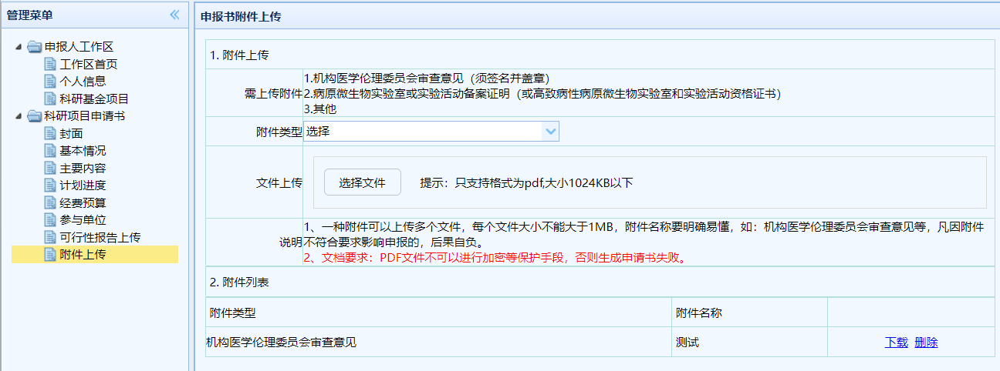 管理菜单
申报人工作区
工作区首页
个人信息
科研基金项目
科研项目申请书
封面
基本情况
主要内容
计划进度
经费预算
参与单位
可行性报告上传
附件上传
申报书附件上传
1. 附件上传
需上传附件
1.机构医学伦理委员会审查意见（须签名并盖章）
2.病原微生物实验室或实验活动备案证明（或高致病性病原微生物实验室和实验活动资格证书）
3.其他
附件类型
选择
文件上传
选择文件
提示：只支持格式为pdf,大小1024KB以下
说明
1、一种附件可以上传多个文件，每个文件大小不能大于1MB，附件名称要明确易懂，如：机构医学伦理委员会审查意见等，凡因附件
不符合要求影响申报的，后果自负。
2、文档要求：PDF文件不可以进行加密等保护手段，否则生成申请书失败。
2. 附件列表
附件类型 附件名称
机构医学伦理委员会审查意见 测试 下载 删除